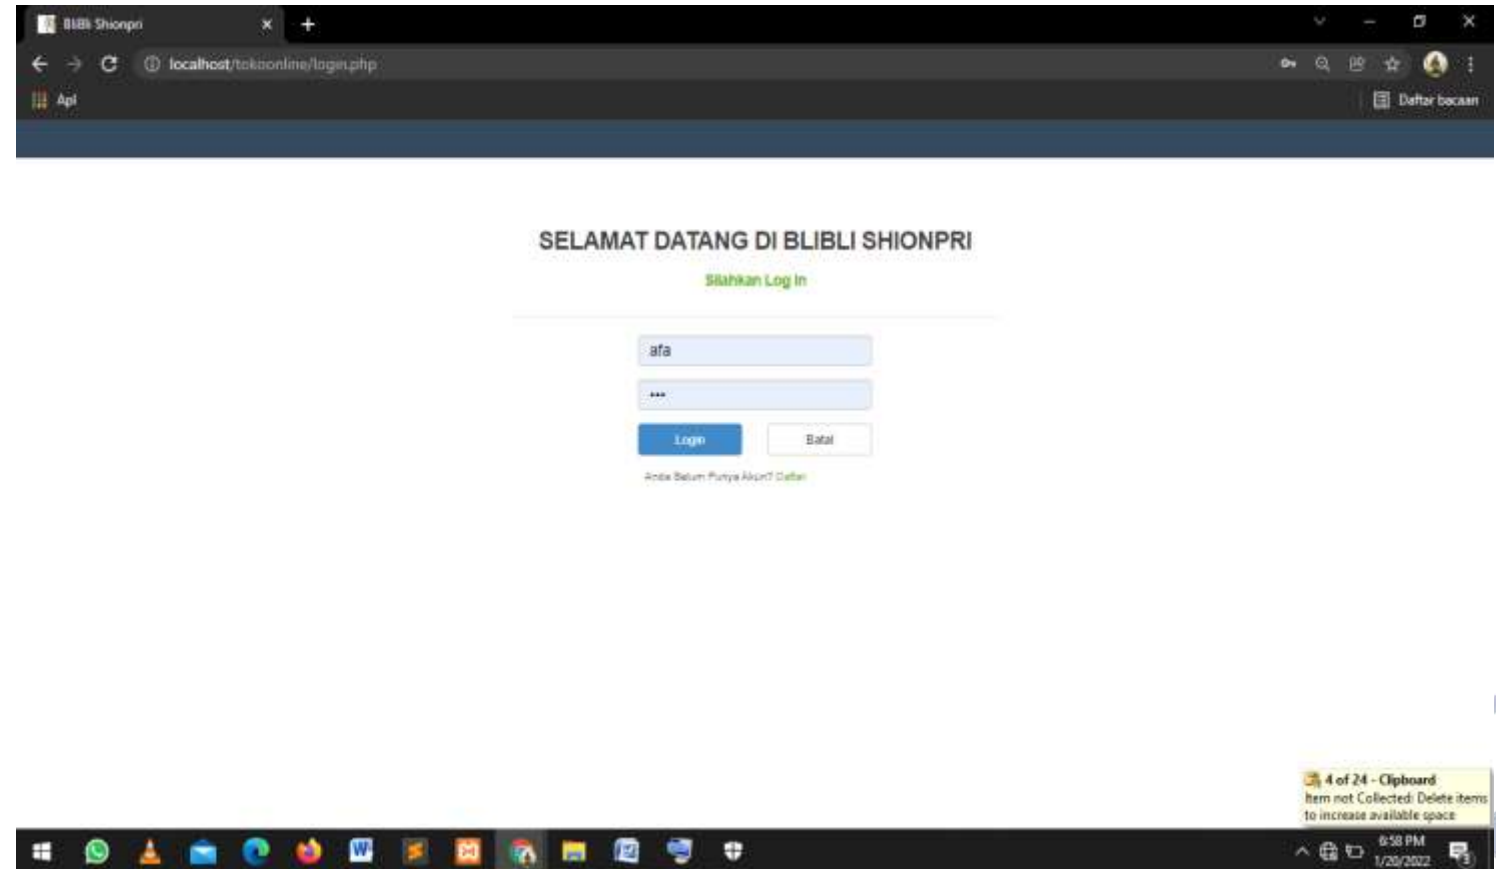 BliBli Shionpri
localhost/tokoonline/login.php
Apl
Daftar bacaan
SELAMAT DATANG DI BLIBLI SHIONPRI
Silahkan Log In
afa
•••
Login
Batal
Anda Belum Punya Akun? Daftar
4 of 24 - Clipboard
Item not Collected: Delete items
to increase available space
6:58 PM
1/20/2022
3